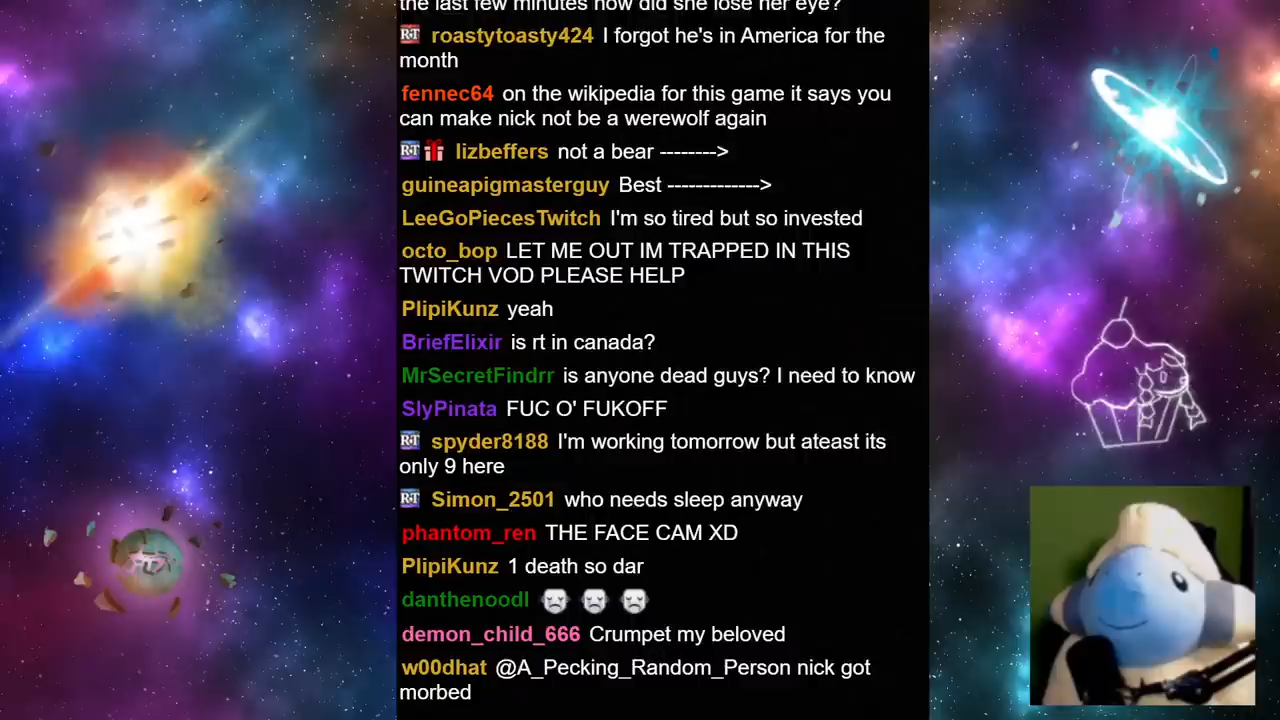 the last few minutes how did she lose her eye?
RT roastytoasty424 I forgot he's in America for the
month
fennec64 on the wikipedia for this game it says you
can make nick not be a werewolf again
RT lizbeffers not a bear -------->
guineapigmasterguy Best ------------->
LeeGoPiecesTwitch I'm so tired but so invested
octo_bop LET ME OUT IM TRAPPED IN THIS
TWITCH VOD PLEASE HELP
PlipiKunz yeah
BriefElixir is rt in canada?
MrSecretFindrr is anyone dead guys? I need to know
SlyPinata FUC O' FUKOFF
RT spyder8188 I'm working tomorrow but ateast its
only 9 here
RT Simon_2501 who needs sleep anyway
phantom_ren THE FACE CAM XD
PlipiKunz 1 death so dar
danthenoodl
demon_child_666 Crumpet my beloved
w00dhat @A_Pecking_Random_Person nick got
morbed